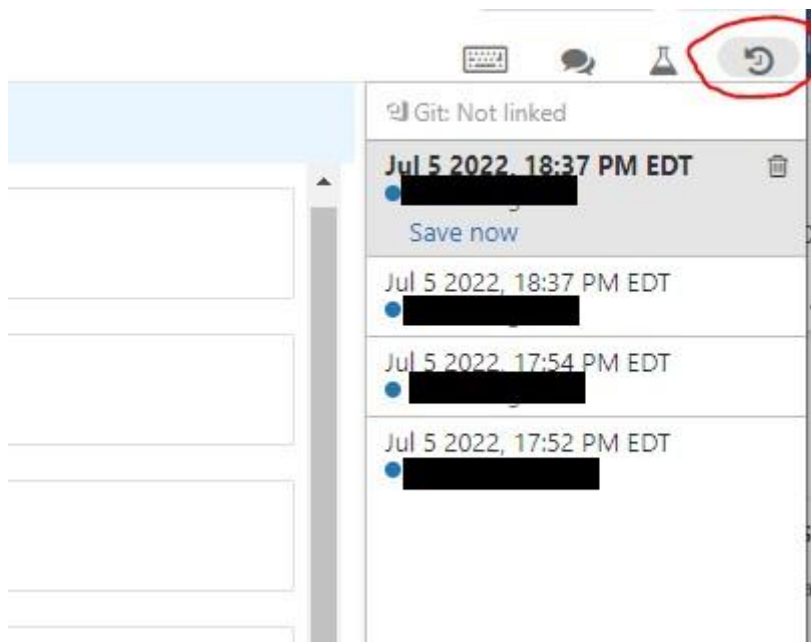 Git: Not linked
Jul 5 2022, 18:37 PM EDT
Save now
Jul 5 2022, 18:37 PM EDT
Jul 5 2022, 17:54 PM EDT
Jul 5 2022, 17:52 PM EDT